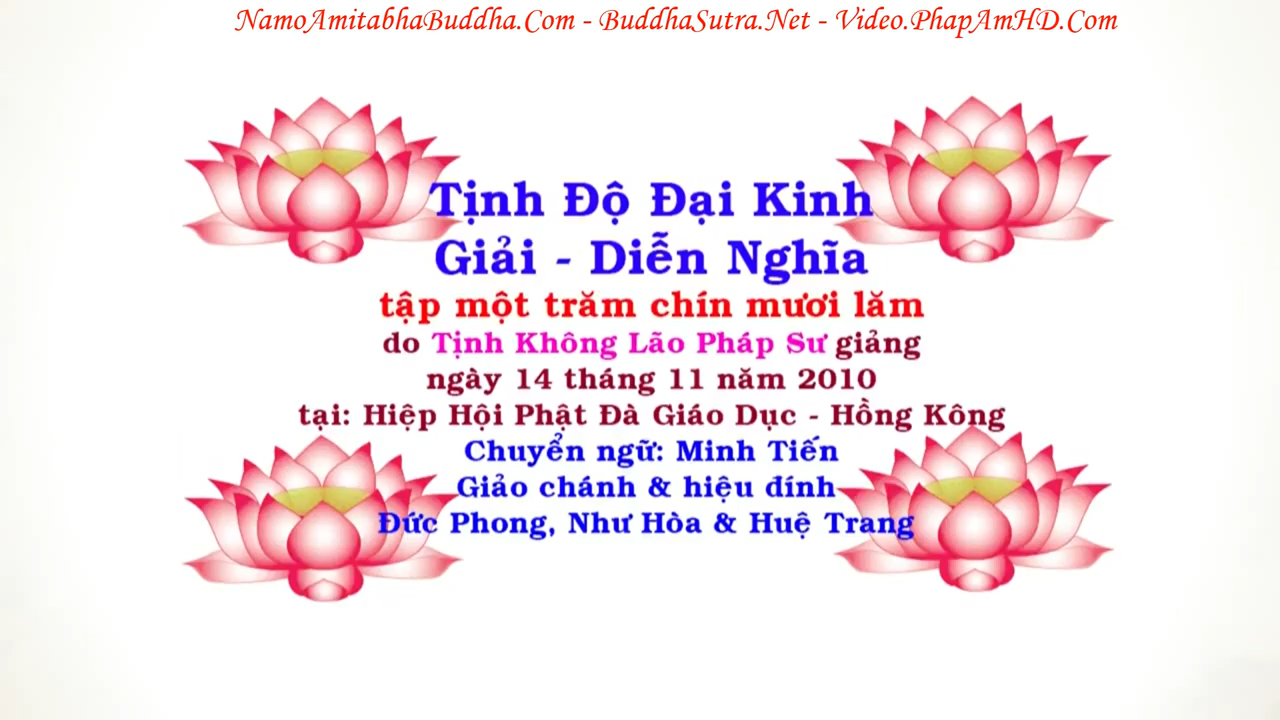 NamoAmitabhaBuddha.Com - BuddhaSutra.Net - Video.PhapAmHD.Com
Tịnh Độ Đại Kinh
Giải - Diễn Nghĩa
tập một trăm chín mươi lăm
do Tịnh Không Lão Pháp Sư giảng
ngày 14 tháng 11 năm 2010
tại: Hiệp Hội Phật Đà Giáo Dục - Hồng Kông
Chuyển ngữ: Minh Tiến
Giảo chánh & hiệu đính
Đức Phong, Như Hòa & Huệ Trang